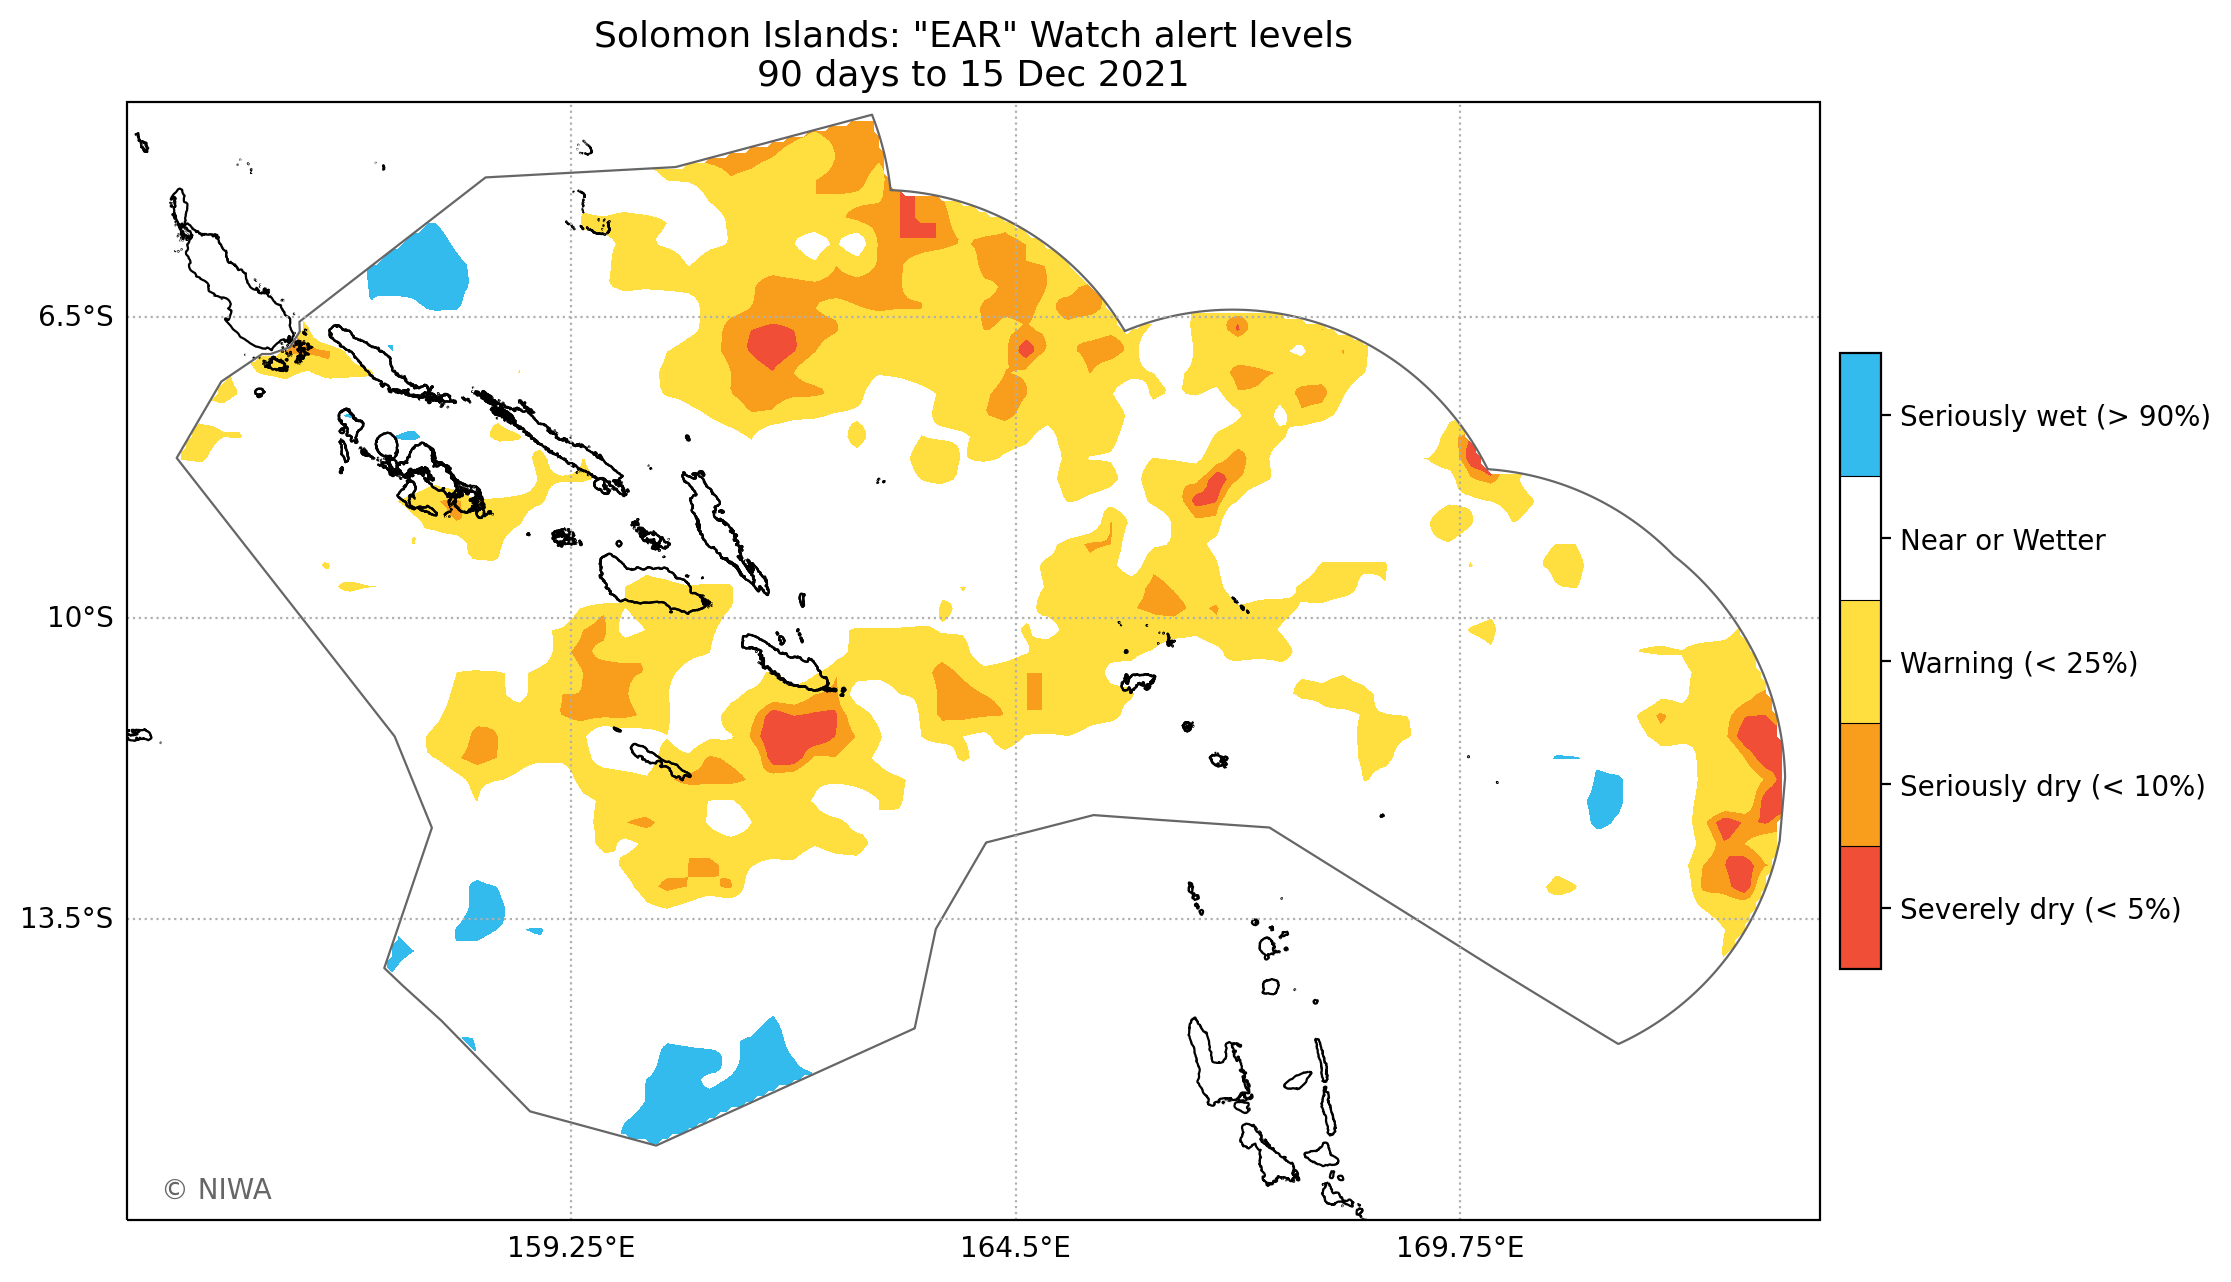 Solomon Islands: "EAR" Watch alert levels
90 days to 15 Dec 2021
6.5°S
10°S
13.5°S
159.25°E
164.5°E
169.75°E
Seriously wet (> 90%)
Near or Wetter
Warning (< 25%)
Seriously dry (< 10%)
Severely dry (< 5%)
© NIWA